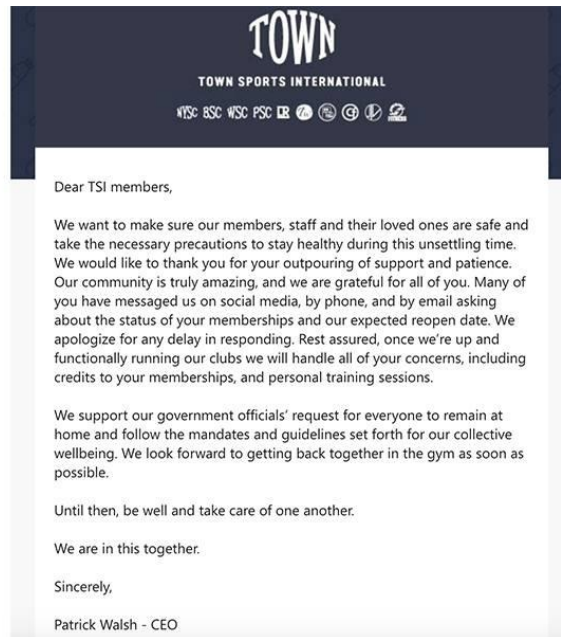 TOWN
TOWN SPORTS INTERNATIONAL
NYSC BSC WSC PSC LR
Dear TSI members,
We want to make sure our members, staff and their loved ones are safe and
take the necessary precautions to stay healthy during this unsettling time.
We would like to thank you for your outpouring of support and patience.
Our community is truly amazing, and we are grateful for all of you. Many of
you have messaged us on social media, by phone, and by email asking
about the status of your memberships and our expected reopen date. We
apologize for any delay in responding. Rest assured, once we’re up and
functionally running our clubs we will handle all of your concerns, including
credits to your memberships, and personal training sessions.
We support our government officials’ request for everyone to remain at
home and follow the mandates and guidelines set forth for our collective
wellbeing. We look forward to getting back together in the gym as soon as
possible.
Until then, be well and take care of one another.
We are in this together.
Sincerely,
Patrick Walsh - CEO